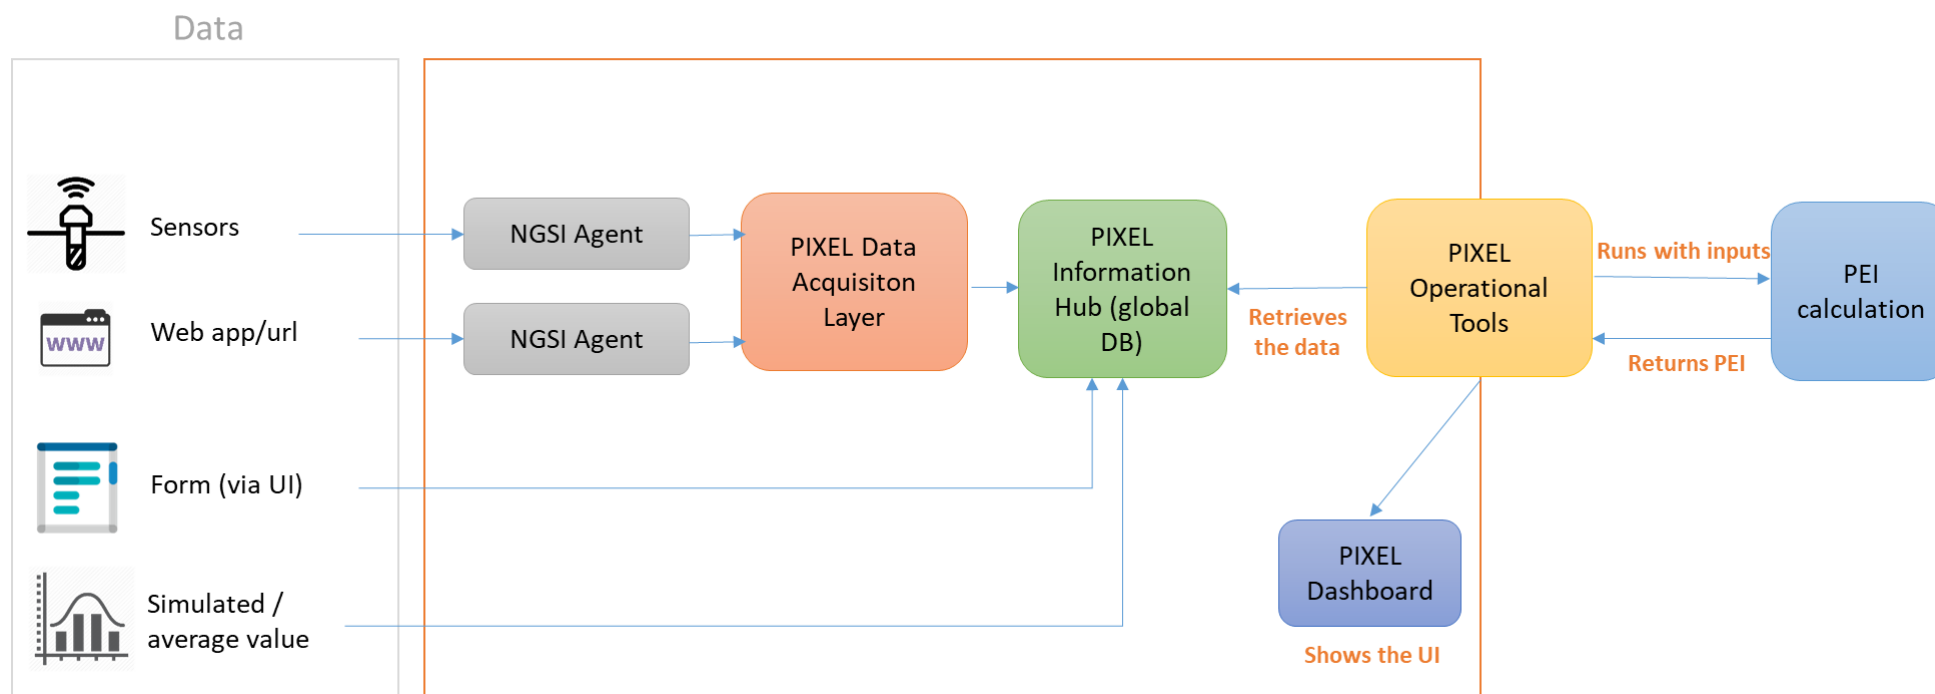 Data
Sensors
WWW
Web app/url
Form (via UI)
Simulated /
average value
NGSI Agent
NGSI Agent
PIXEL Data
Acquisiton
Layer
PIXEL
Information
Hub (global
DB)
Retrieves
the data
PIXEL
Operational
Tools
Runs with inputs
Returns PEI
PEI
calculation
PIXEL
Dashboard
Shows the UI